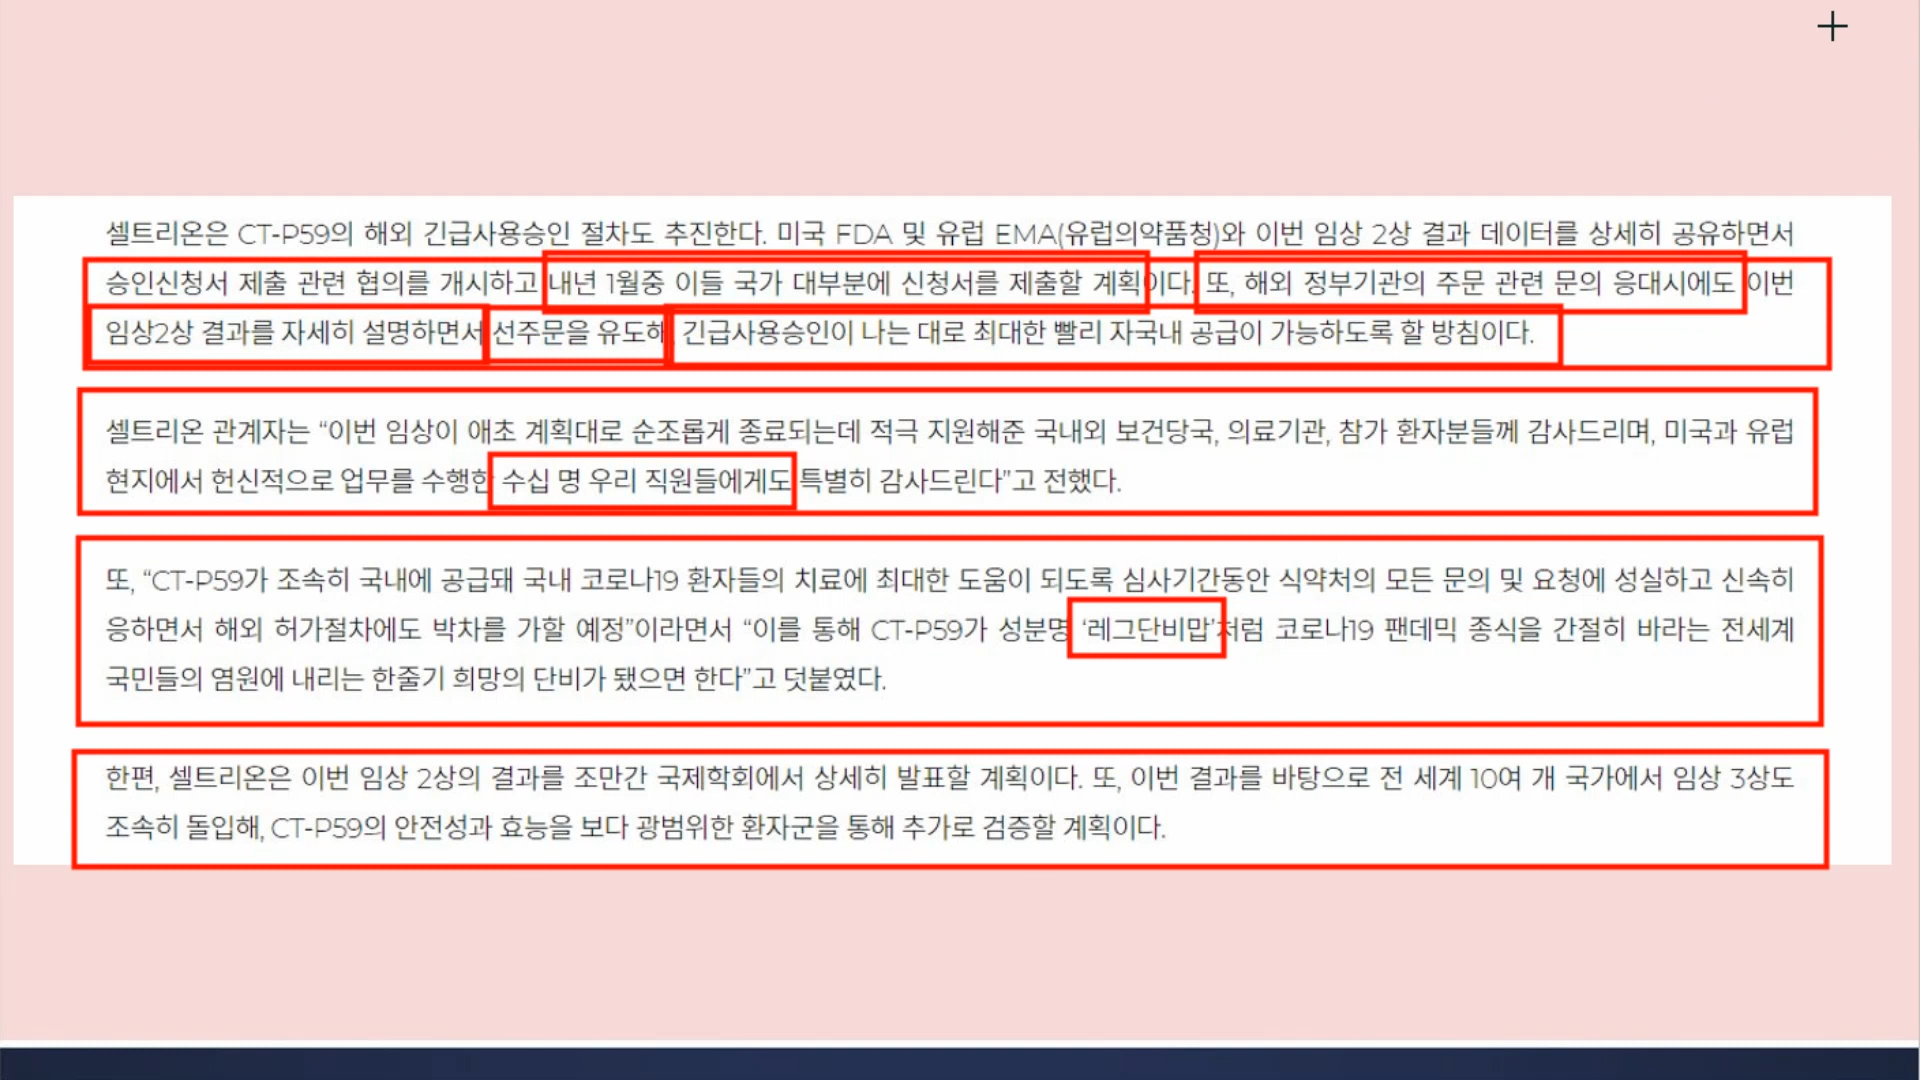 셀트리온은 CT-P59의 해외 긴급사용승인 절차도 추진한다. 미국 FDA 및 유럽 EMA(유럽의약품청)와 이번 임상 2상 결과 데이터를 상세히 공유하면서
승인신청서 제출 관련 협의를 개시하고 내년 1월중 이들 국가 대부분에 신청서를 제출할 계획이다. 또, 해외 정부기관의 주문 관련 문의 응대시에도 이번
임상2상 결과를 자세히 설명하면서 선주문을 유도해 긴급사용승인이 나는 대로 최대한 빨리 자국내 공급이 가능하도록 할 방침이다.
셀트리온 관계자는 “이번 임상이 애초 계획대로 순조롭게 종료되는데 적극 지원해준 국내외 보건당국, 의료기관, 참가 환자분들께 감사드리며, 미국과 유럽
현지에서 헌신적으로 업무를 수행한 수십 명 우리 직원들에게도 특별히 감사드린다”고 전했다.
또, “CT-P59가 조속히 국내에 공급돼 국내 코로나19 환자들의 치료에 최대한 도움이 되도록 심사기간동안 식약처의 모든 문의 및 요청에 성실하고 신속히
응하면서 해외 허가절차에도 박차를 가할 예정”이라면서 “이를 통해 CT-P59가 성분명 ‘레그단비맙’처럼 코로나19 팬데믹 종식을 간절히 바라는 전세계
국민들의 염원에 내리는 한줄기 희망의 단비가 됐으면 한다”고 덧붙였다.
한편, 셀트리온은 이번 임상 2상의 결과를 조만간 국제학회에서 상세히 발표할 계획이다. 또, 이번 결과를 바탕으로 전 세계 10여 개 국가에서 임상 3상도
조속히 돌입해, CT-P59의 안전성과 효능을 보다 광범위한 환자군을 통해 추가로 검증할 계획이다.